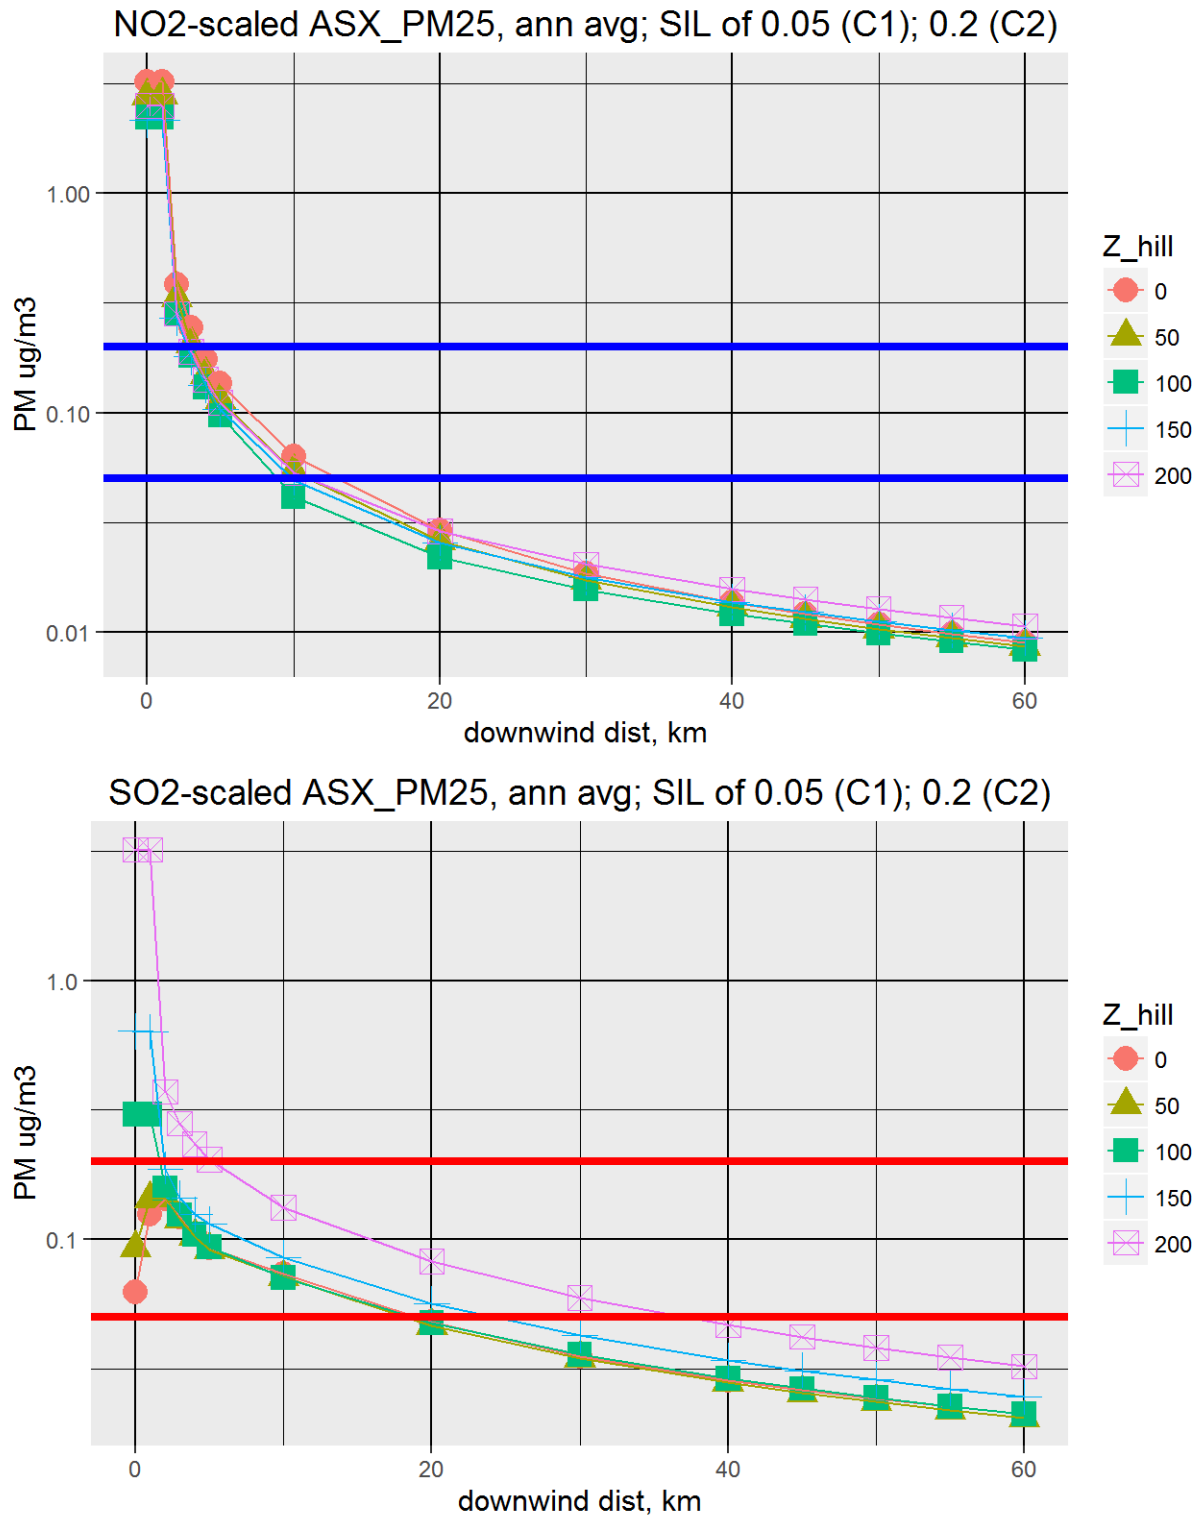 NO2-scaled ASX_PM25, ann avg; SIL of 0.05 (C1); 0.2 (C2)
PM ug/m3
1.00
0.10
0.01
0
20
40
60
downwind dist, km
Z_hill
0
50
100
150
200
SO2-scaled ASX_PM25, ann avg; SIL of 0.05 (C1); 0.2 (C2)
PM ug/m3
1.0
0.1
0
20
40
60
downwind dist, km
Z_hill
0
50
100
150
200